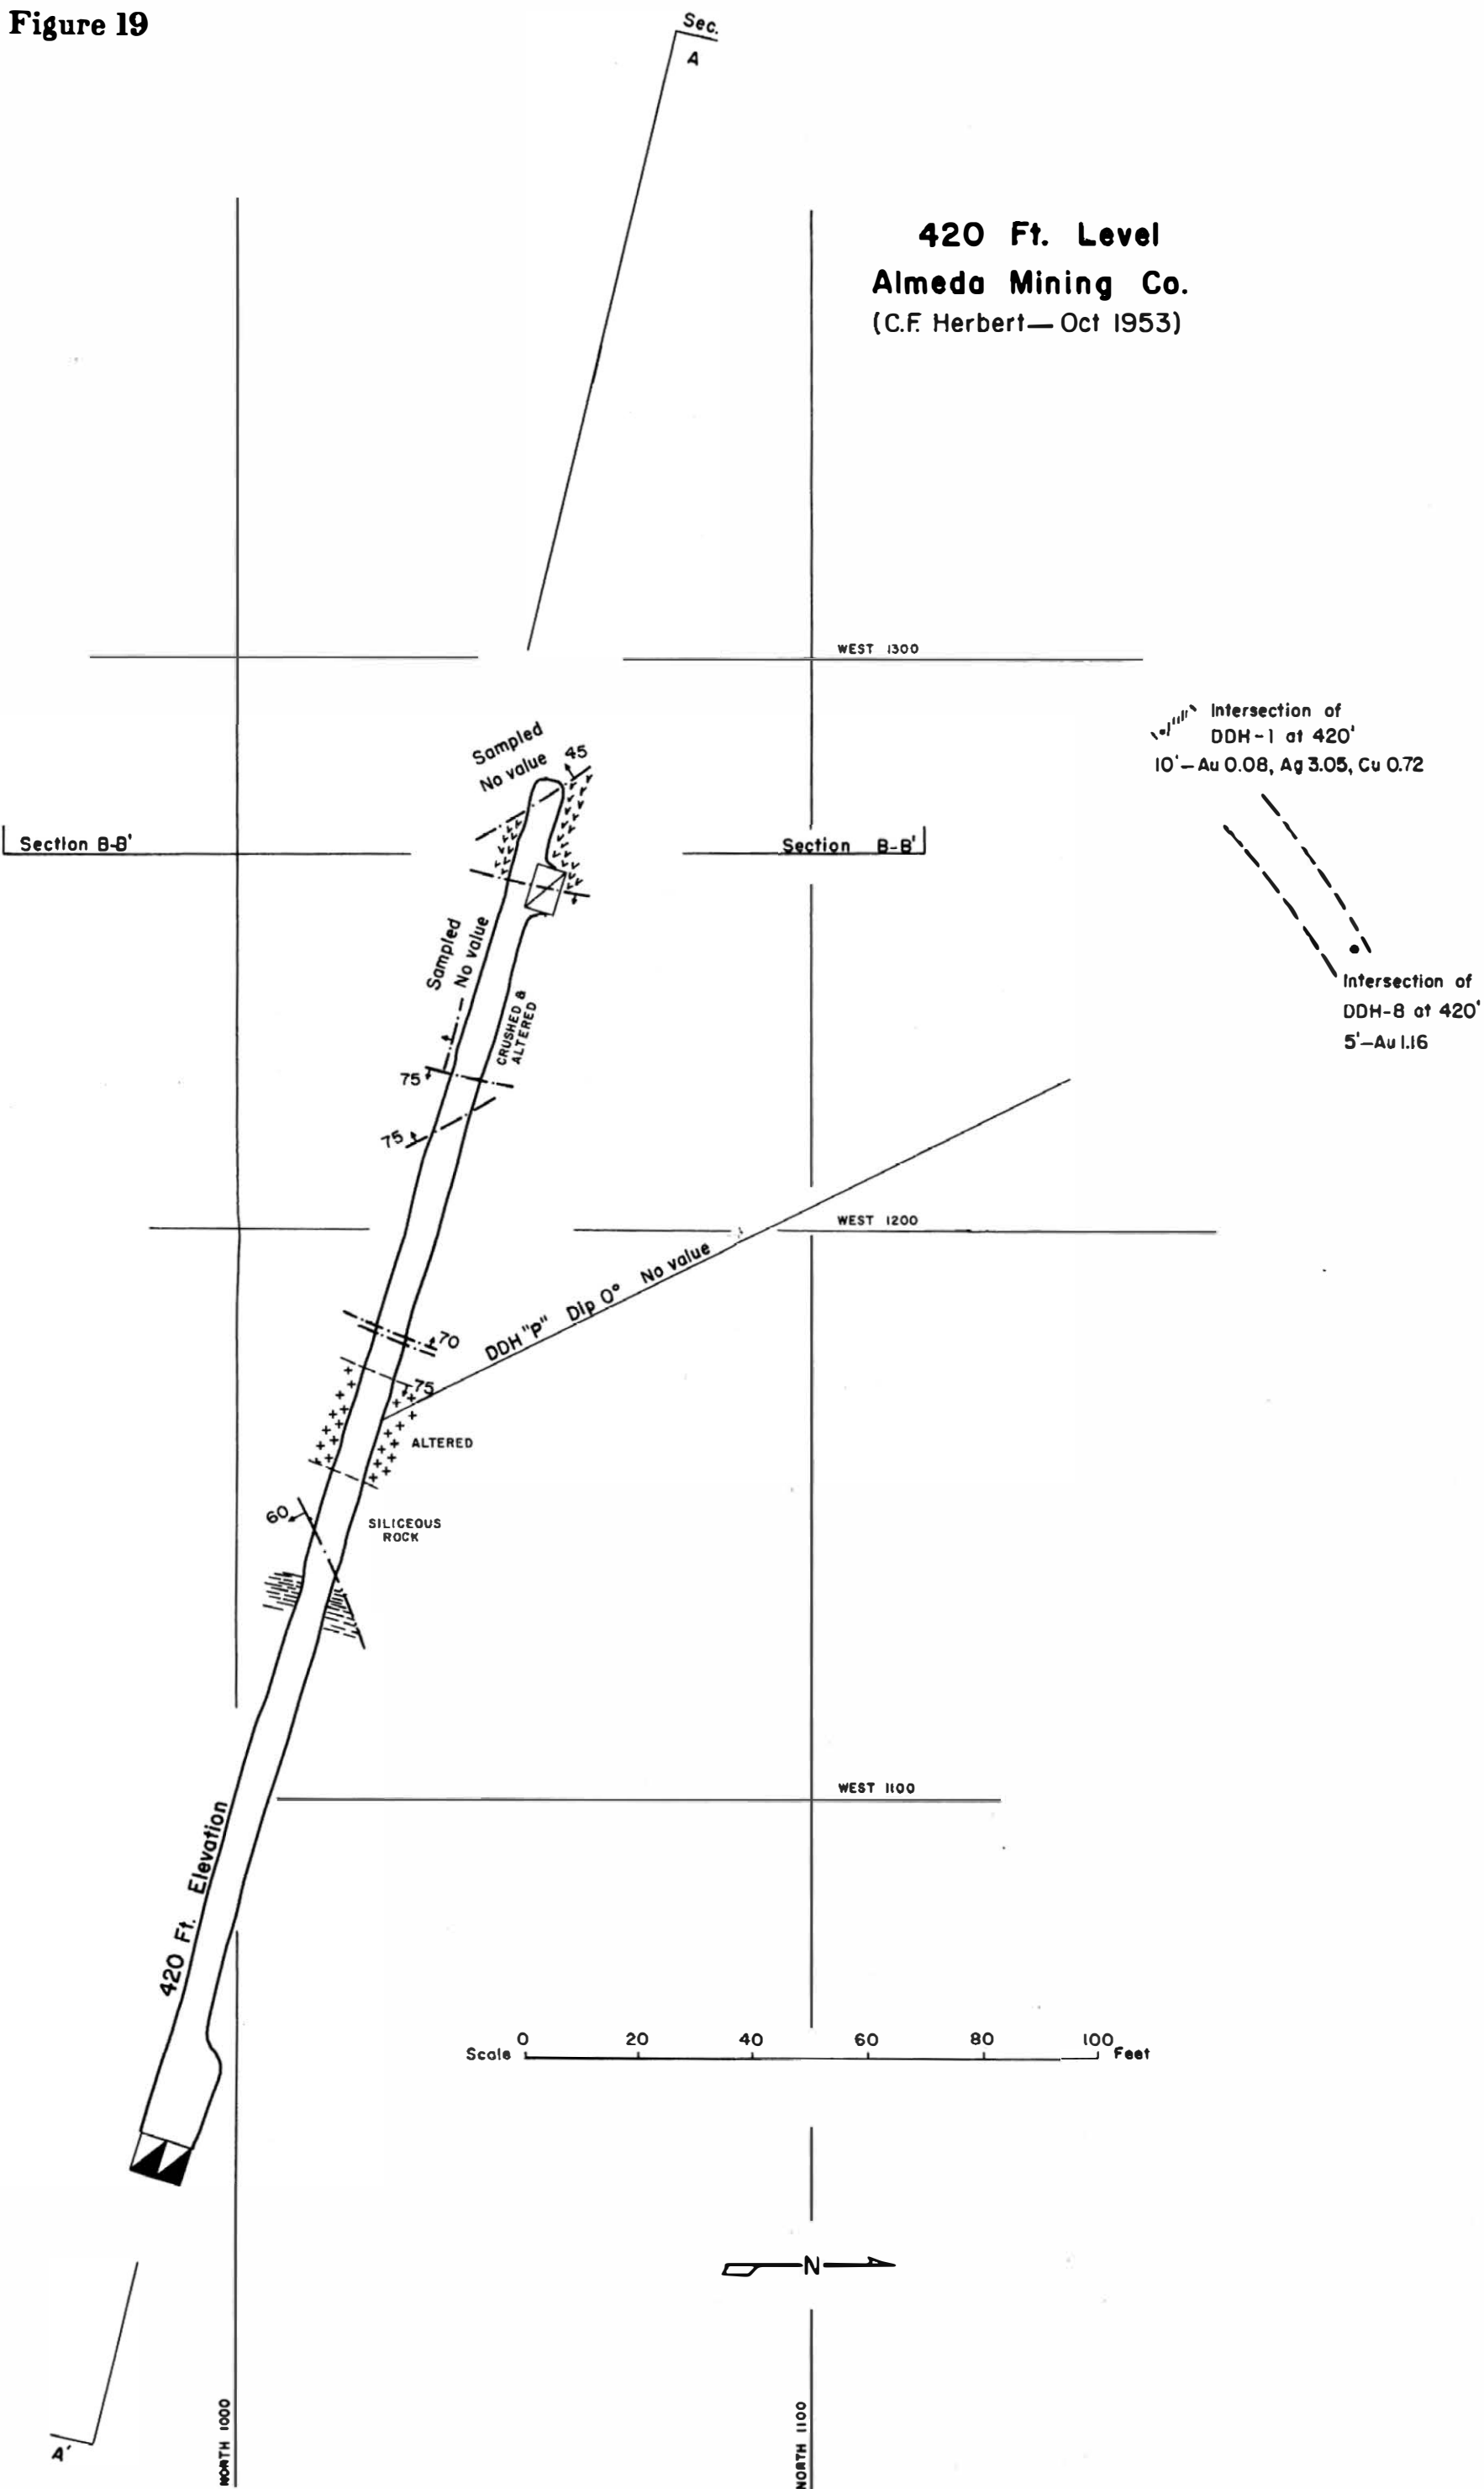 Figure 19
Sec.
A
420 Ft. Level
Almeda Mining Co.
(C.F. Herbert—Oct 1953)
WEST 1300
Intersection of
DDH-1 at 420'
10'-Au 0.08, Ag 3.05, Cu 0.72
Sampled
No value
45
Section B-B'
Section B-B'
Sampled
No value
CRUSHED &
ALTERED
Intersection of
DDH-8 at 420'
5'-Au 1.16
75
75
WEST 1200
DDH "P" Dip 0° No value
70
75
ALTERED
60
SILICEOUS
ROCK
WEST 1100
420 Ft. Elevation
0 20 40 60 80 100
Scale Feet
N
NORTH 1000
NORTH 1100
A'